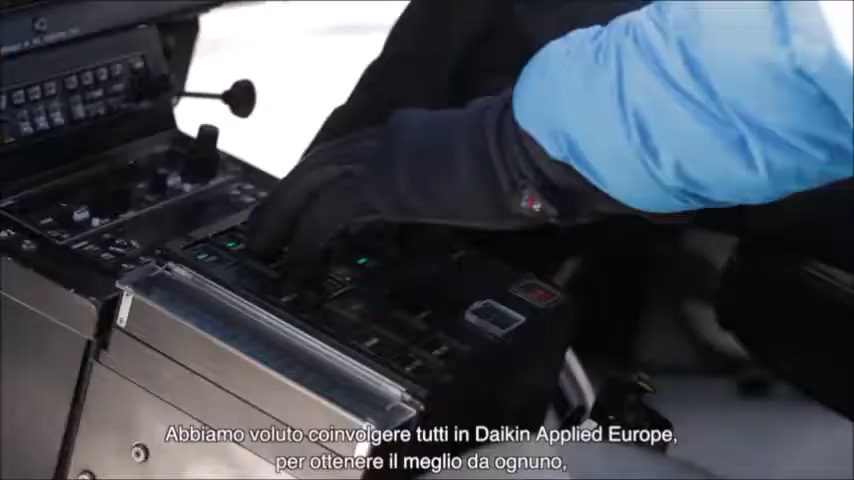 Abbiamo voluto coinvolgere tutti in Daikin Applied Europe,
per ottenere il meglio da ognuno,